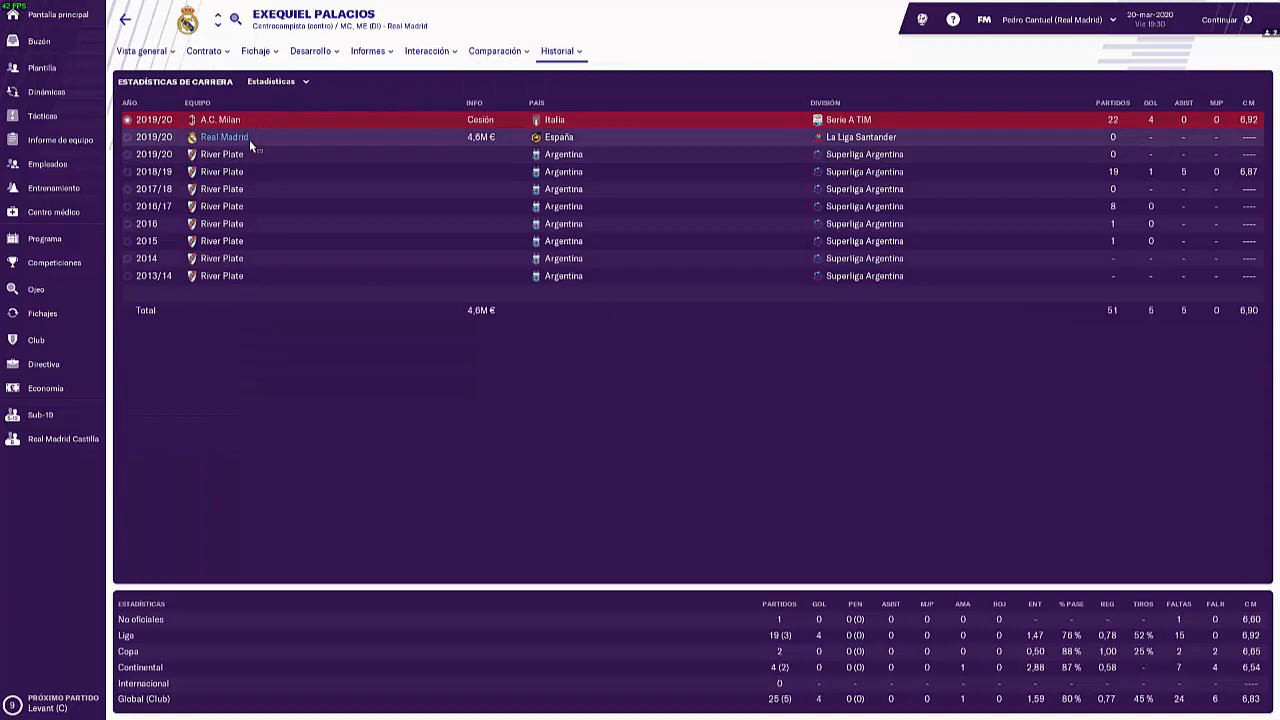 42 FPS
Pantalla principal
Buzón
Plantilla
Dinámicas
Tácticas
Informe de equipo
Empleados
Entrenamiento
Centro médico
Programa
Competiciones
Ojeo
Fichajes
Club
Directiva
Economía
Sub-19
Real Madrid Castilla
9 PRÓXIMO PARTIDO
Levant (C)
EXEQUIEL PALACIOS
Centrocampista (centro) / MC, ME (DI) - Real Madrid
? FM Pedro Cantuel (Real Madrid) 20-mar-2020 Continuar
Vie 19:30
Vista general Contrato Fichaje Desarrollo Informes Interacción Comparación Historial
ESTADÍSTICAS DE CARRERA Estadísticas
AÑO EQUIPO INFO PAÍS DIVISIÓN PARTIDOS GOL ASIST MJP C M
2019/20 A.C. Milan Cesión Italia Serie A TIM 22 4 0 0 6,92
2019/20 Real Madrid 4,6M € España La Liga Santander 0 - - - ----
2019/20 River Plate Argentina Superliga Argentina 0 - - - ----
2018/19 River Plate Argentina Superliga Argentina 19 1 5 0 6,87
2017/18 River Plate Argentina Superliga Argentina 0 - - - ----
2016/17 River Plate Argentina Superliga Argentina 8 0 - - ----
2016 River Plate Argentina Superliga Argentina 1 0 - - ----
2015 River Plate Argentina Superliga Argentina 1 0 - - ----
2014 River Plate Argentina Superliga Argentina - - - - ----
2013/14 River Plate Argentina Superliga Argentina - - - - ----
Total 4,6M € 51 5 5 0 6,90
ESTADÍSTICAS PARTIDOS GOL PEN ASIST MJP AMA ROJ ENT % PASE REG TIROS FALTAS FAL R C M
No oficiales 1 0 0 (0) 0 0 0 0 - - - - 1 0 6,60
Liga 19 (3) 4 0 (0) 0 0 0 0 1,47 76 % 0,78 52 % 15 0 6,92
Copa 2 0 0 (0) 0 0 0 0 0,50 88 % 1,00 25 % 2 2 6,65
Continental 4 (2) 0 0 (0) 0 0 1 0 2,88 87 % 0,58 - 7 4 6,54
Internacional 0 - - - - - - - - - - - - ----
Global (Club) 25 (5) 4 0 (0) 0 0 1 0 1,59 80 % 0,77 45 % 24 6 6,83